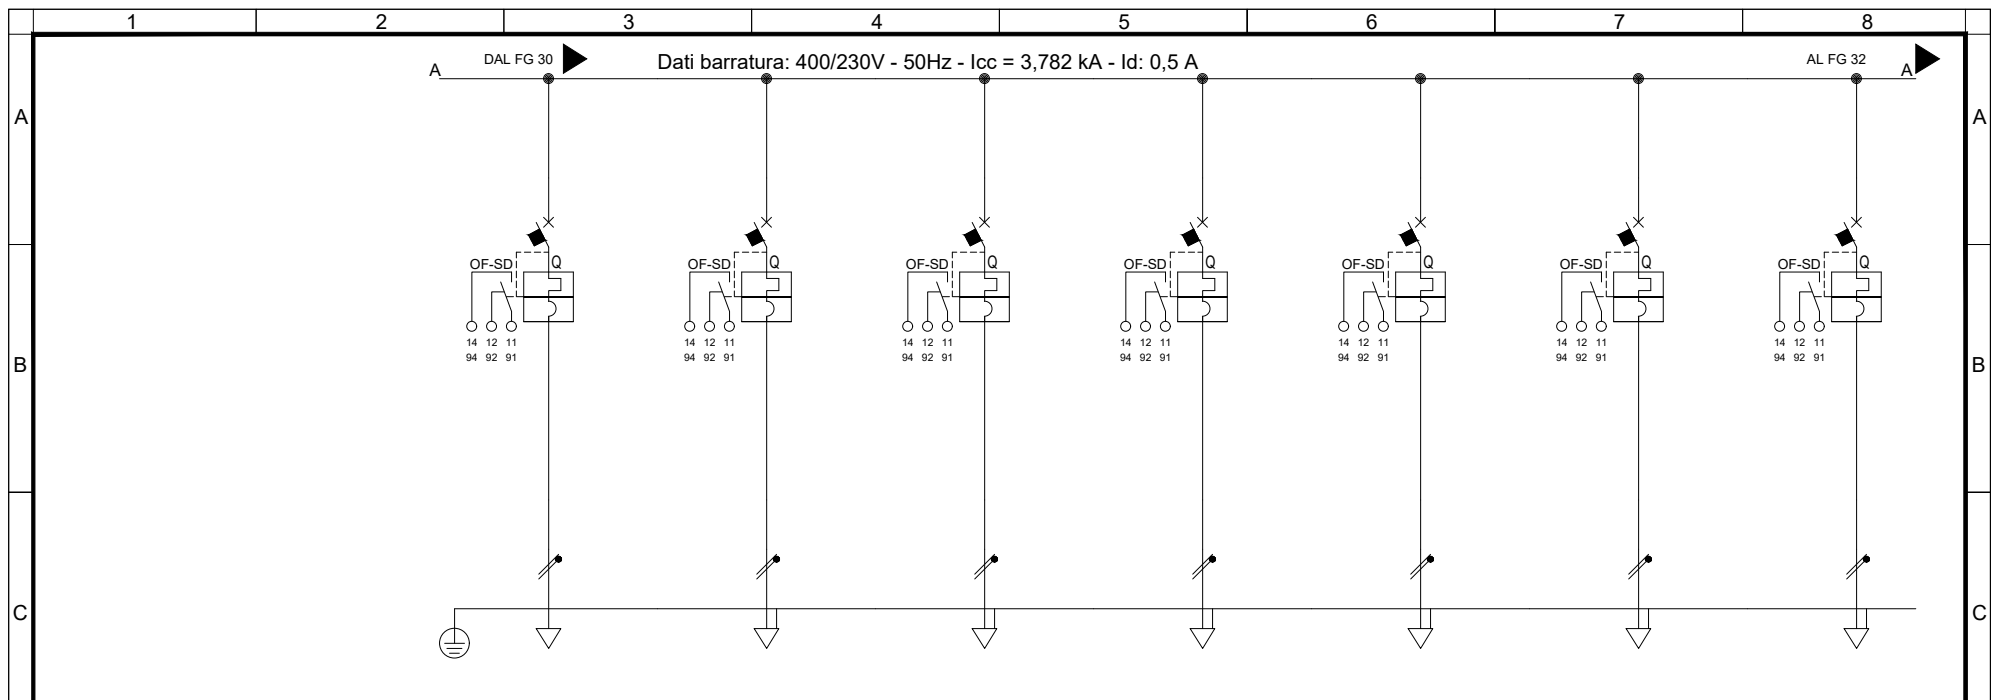 1 2 3 4 5 6 7 8
DAL FG 30 Dati barratura: 400/230V - 50Hz - Icc = 3,782 kA - Id: 0,5 A AL FG 32
A A
A A
OF-SD Q OF-SD Q OF-SD Q OF-SD Q OF-SD Q OF-SD Q OF-SD Q
14 12 11 14 12 11 14 12 11 14 12 11 14 12 11 14 12 11 14 12 11
94 92 91 94 92 91 94 92 91 94 92 91 94 92 91 94 92 91 94 92 91
B B
C C